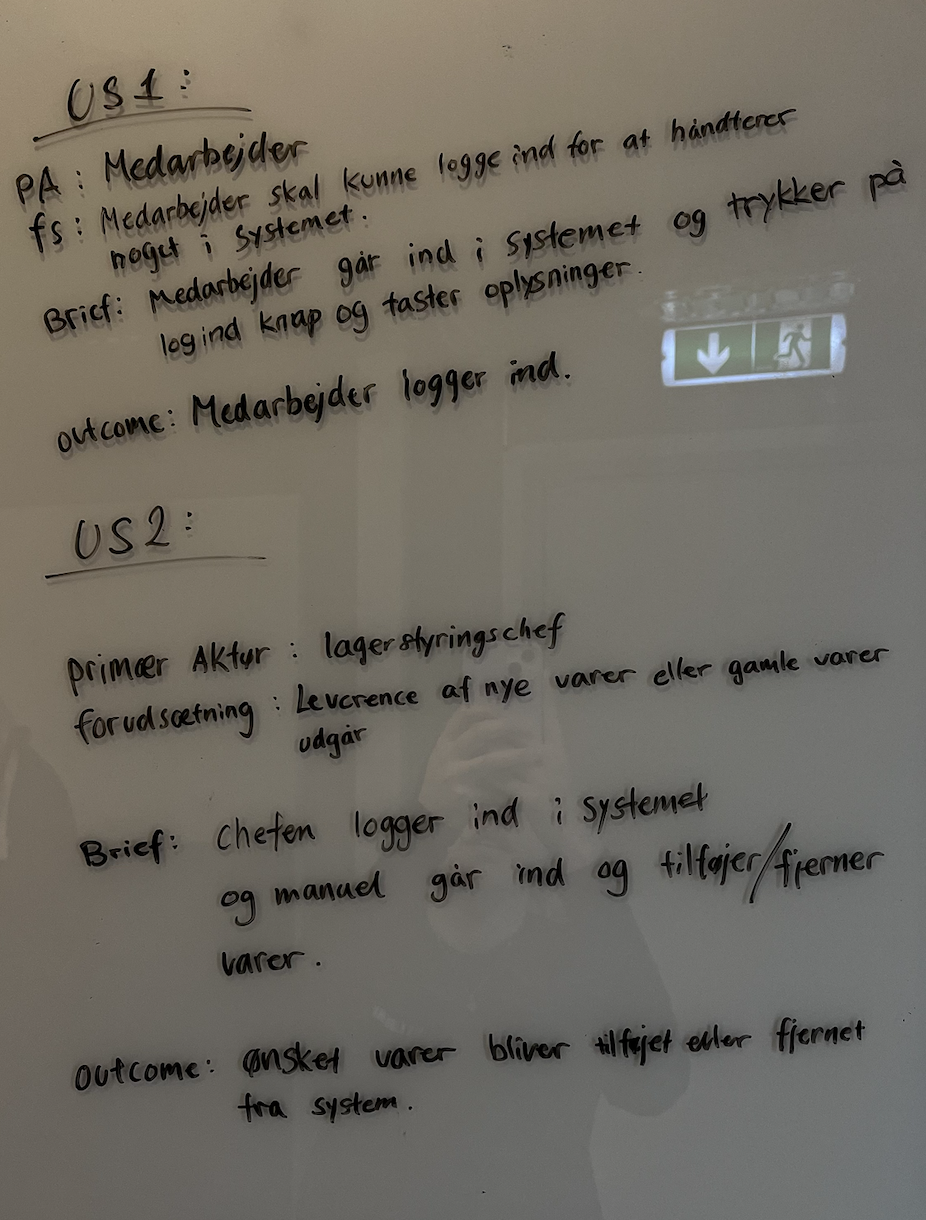 US1:
PA: Medarbejder
fs: Medarbejder skal kunne logge ind for at håndterer
noget i systemet.
Brief: Medarbejder går ind i systemet og trykker på
log ind knap og taster oplysninger.
outcome: Medarbejder logger ind.
US2:
primær Aktør: lagerstyringschef
forudsætning: Leverence af nye varer eller gamle varer
udgår
Brief: chefen logger ind i systemet
og manuel går ind og tilføjer/fjerner
varer.
outcome: ønsket varer bliver tilføjet eller fjernet
fra system.